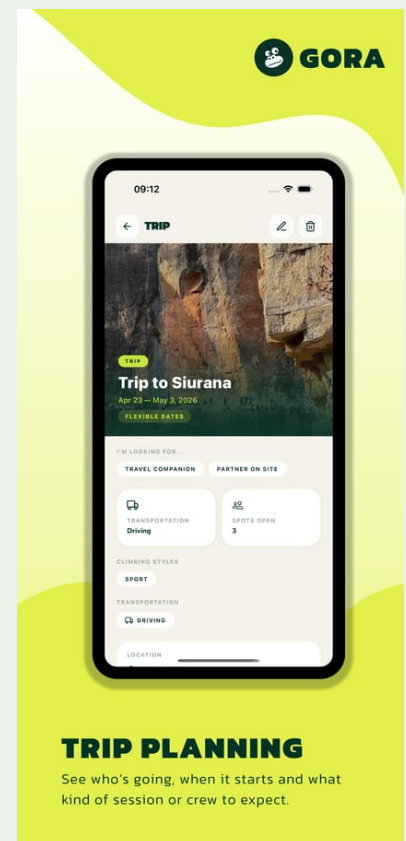 GORA
09:12
TRIP
TRIP
Trip to Siurana
Apr 23 — May 3, 2026
FLEXIBLE DATES
I'M LOOKING FOR...
TRAVEL COMPANION PARTNER ON SITE
TRANSPORTATION
Driving
SPOTS OPEN
3
CLIMBING STYLES
SPORT
TRANSPORTATION
DRIVING
LOCATION
TRIP PLANNING
See who's going, when it starts and what
kind of session or crew to expect.